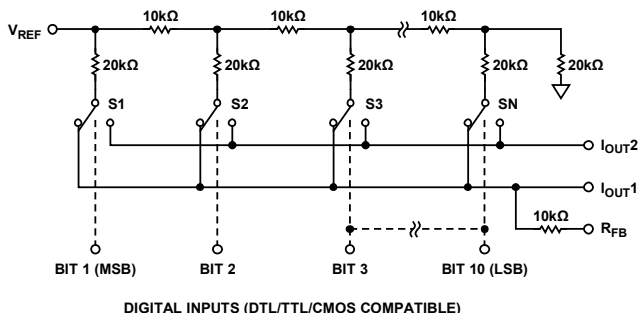 10kΩ 10kΩ 10kΩ
VREF
20kΩ 20kΩ 20kΩ 20kΩ 20kΩ
S1 S2 S3 SN
IOUT2
IOUT1
10kΩ
RFB
BIT 1 (MSB) BIT 2 BIT 3 BIT 10 (LSB)
DIGITAL INPUTS (DTL/TTL/CMOS COMPATIBLE)